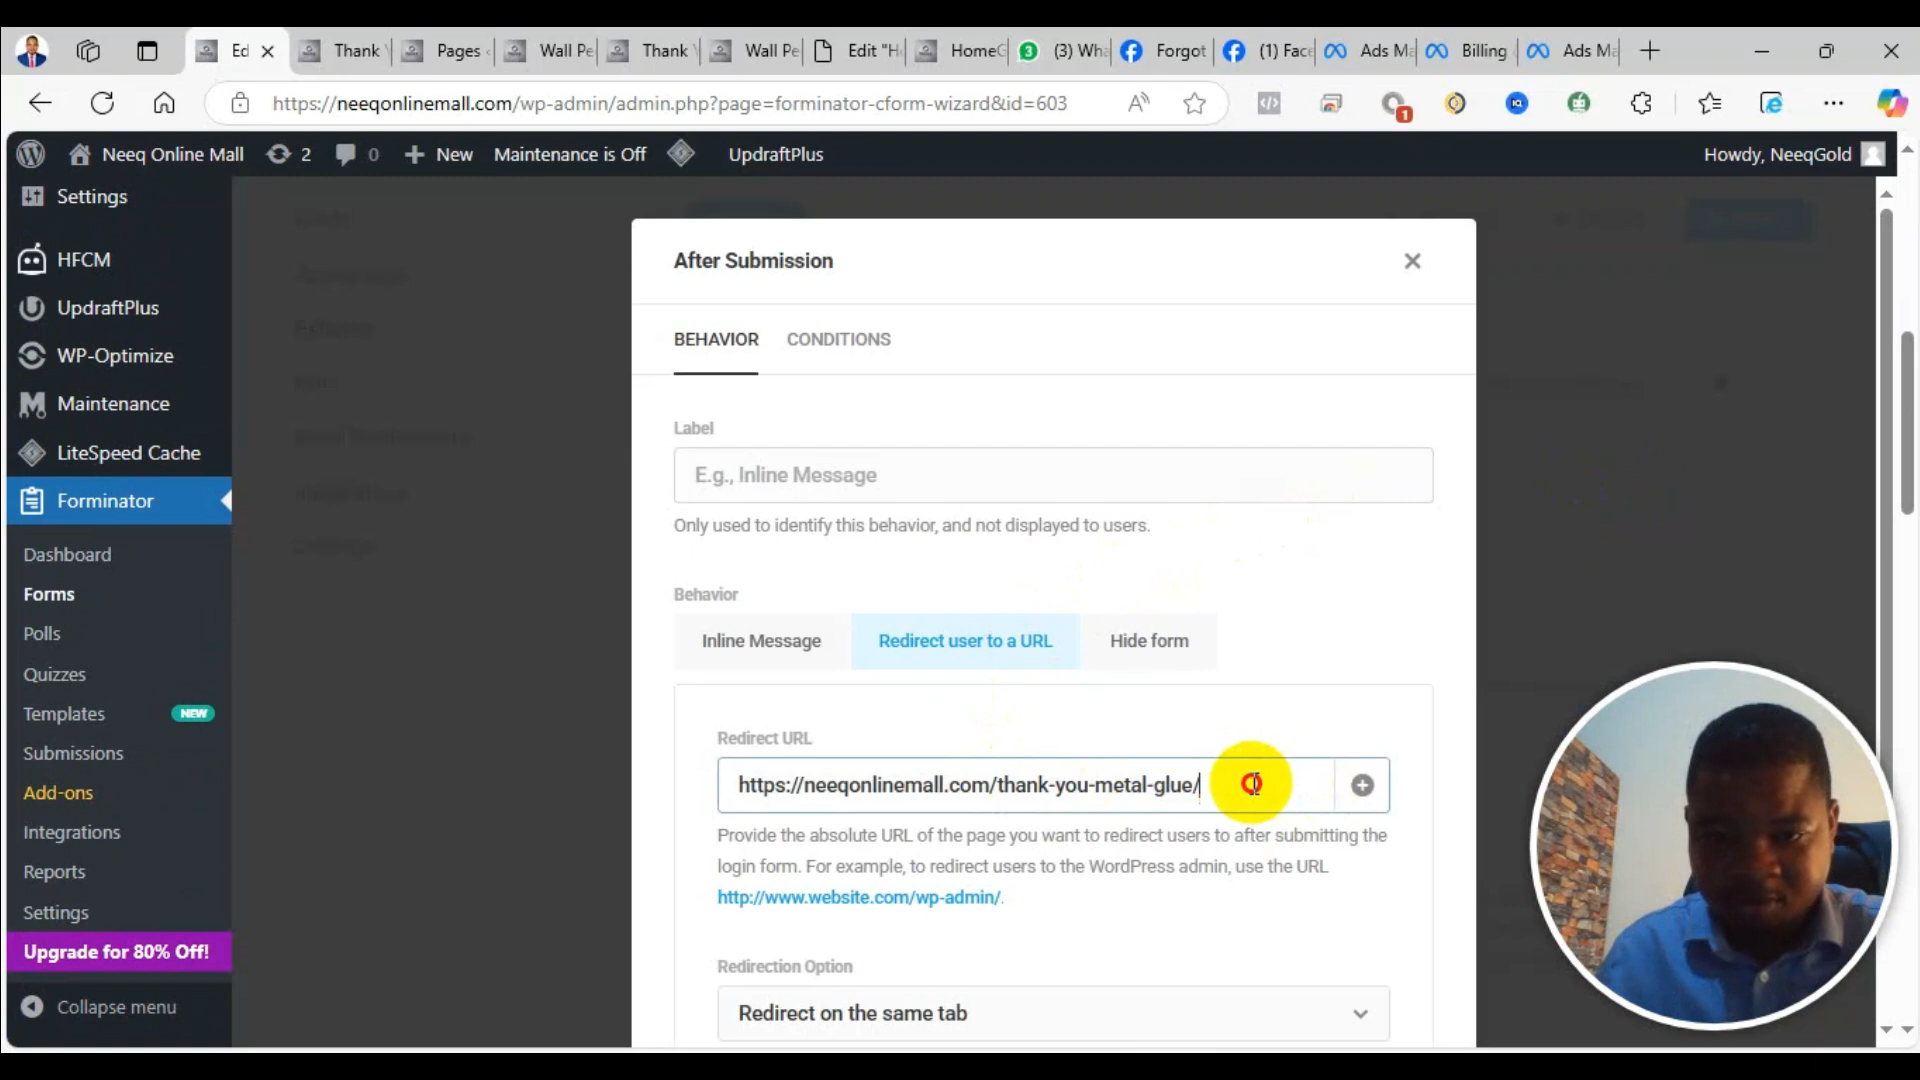 Ed
Thank
Pages
Wall Pe
Thank
Wall Pe
Edit "H
HomeG
3
(3) Wha
Forgot
(1) Face
Ads Ma
Billing
Ads Ma
https://neeqonlinemall.com/wp-admin/admin.php?page=forminator-cform-wizard&id=603
1
Neeq Online Mall
2
0
New
Maintenance is Off
UpdraftPlus
Howdy, NeeqGold
Settings
HFCM
UpdraftPlus
WP-Optimize
Maintenance
LiteSpeed Cache
Forminator
Dashboard
Forms
Polls
Quizzes
Templates NEW
Submissions
Add-ons
Integrations
Reports
Settings
Upgrade for 80% Off!
Collapse menu
After Submission
BEHAVIOR CONDITIONS
Label
E.g., Inline Message
Only used to identify this behavior, and not displayed to users.
Behavior
Inline Message Redirect user to a URL Hide form
Redirect URL
https://neeqonlinemall.com/thank-you-metal-glue/
Provide the absolute URL of the page you want to redirect users to after submitting the
login form. For example, to redirect users to the WordPress admin, use the URL
http://www.website.com/wp-admin/.
Redirection Option
Redirect on the same tab